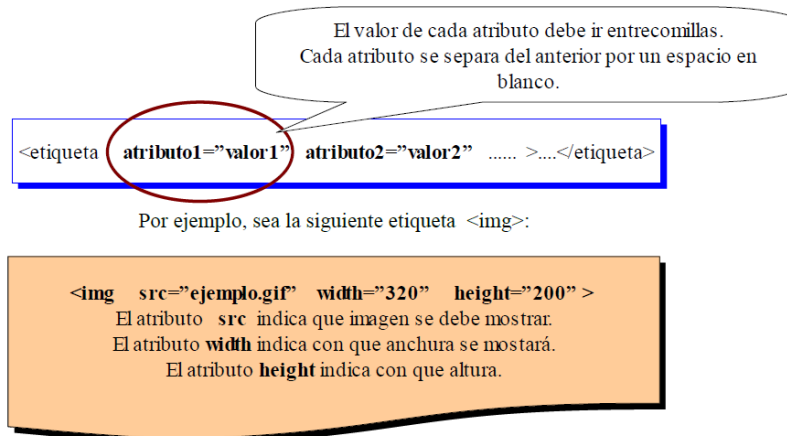 El valor de cada atributo debe ir entrecomillas.
Cada atributo se separa del anterior por un espacio en
blanco.
<etiqueta atributo1=”valor1” atributo2=”valor2” ...... >....</etiqueta>
Por ejemplo, sea la siguiente etiqueta <img>:
<img src=”ejemplo.gif” width=”320” height=”200” >
El atributo src indica que imagen se debe mostrar.
El atributo width indica con que anchura se mostará.
El atributo height indica con que altura.